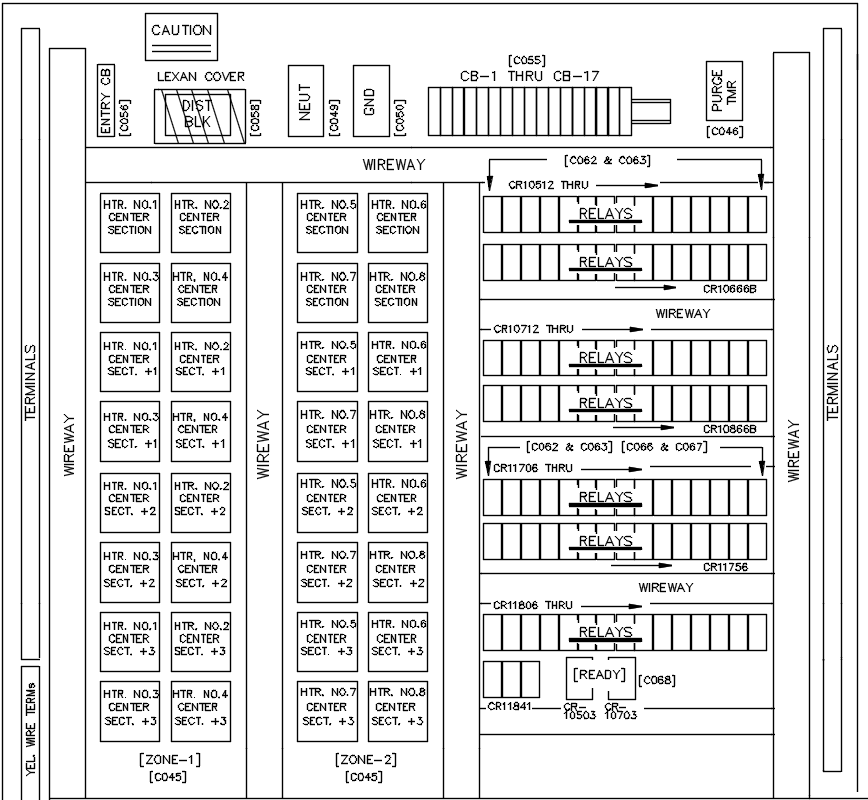 CAUTION
LEXAN COVER
ENTRY CB
[C056]
DIST
BLK
[C058]
NEUT
[C049]
GND
[C050]
[C055]
CB-1 THRU CB-17
PURGE
TMR
[C046]
WIREWAY
[C062 & C063]
TERMINALS
YEL. WIRE TERMs
WIREWAY
HTR. NO.1
CENTER
SECTION
HTR. NO.2
CENTER
SECTION
HTR. NO.3
CENTER
SECTION
HTR, NO.4
CENTER
SECTION
HTR. NO.1
CENTER
SECT. +1
HTR. NO.2
CENTER
SECT. +1
HTR. NO.3
CENTER
SECT. +1
HTR, NO.4
CENTER
SECT. +1
HTR. NO.1
CENTER
SECT. +2
HTR. NO.2
CENTER
SECT. +2
HTR. NO.3
CENTER
SECT. +2
HTR, NO.4
CENTER
SECT. +2
HTR. NO.1
CENTER
SECT. +3
HTR. NO.2
CENTER
SECT. +3
HTR. NO.3
CENTER
SECT. +3
HTR. NO.4
CENTER
SECT. +3
[ZONE-1]
[C045]
WIREWAY
HTR. NO.5
CENTER
SECTION
HTR. NO.6
CENTER
SECTION
HTR. NO.7
CENTER
SECTION
HTR. NO.8
CENTER
SECTION
HTR. NO.5
CENTER
SECT. +1
HTR. NO.6
CENTER
SECT. +1
HTR. NO.7
CENTER
SECT. +1
HTR. NO.8
CENTER
SECT. +1
HTR. NO.5
CENTER
SECT. +2
HTR. NO.6
CENTER
SECT. +2
HTR. NO.7
CENTER
SECT. +2
HTR. NO.8
CENTER
SECT. +2
HTR. NO.5
CENTER
SECT. +3
HTR. NO.6
CENTER
SECT. +3
HTR. NO.7
CENTER
SECT. +3
HTR. NO.8
CENTER
SECT. +3
[ZONE-2]
[C045]
WIREWAY
CR10512 THRU
RELAYS
RELAYS
CR10666B
WIREWAY
CR10712 THRU
RELAYS
RELAYS
CR10866B
[C062 & C063] [C066 & C067]
CR11706 THRU
RELAYS
RELAYS
CR11756
WIREWAY
CR11806 THRU
RELAYS
[READY]
[C068]
CR11841
CR-
10503
CR-
10703
WIREWAY
TERMINALS